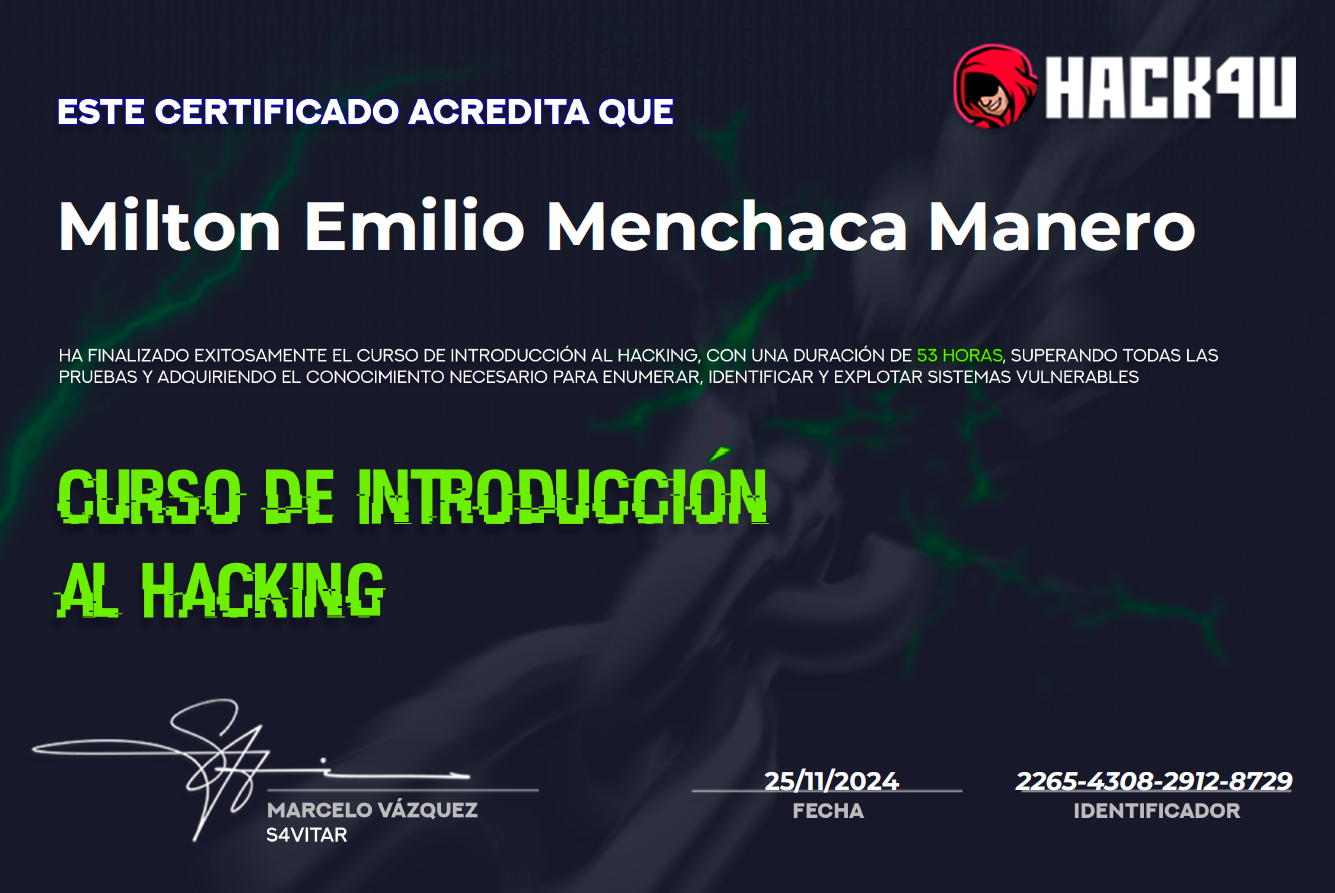 HACK4U
ESTE CERTIFICADO ACREDITA QUE
Milton Emilio Menchaca Manero
HA FINALIZADO EXITOSAMENTE EL CURSO DE INTRODUCCIÓN AL HACKING, CON UNA DURACIÓN DE 53 HORAS, SUPERANDO TODAS LAS
PRUEBAS Y ADQUIRIENDO EL CONOCIMIENTO NECESARIO PARA ENUMERAR, IDENTIFICAR Y EXPLOTAR SISTEMAS VULNERABLES
CURSO DE INTRODUCCIÓN
AL HACKING
MARCELO VÁZQUEZ
S4VITAR
25/11/2024
FECHA
2265-4308-2912-8729
IDENTIFICADOR